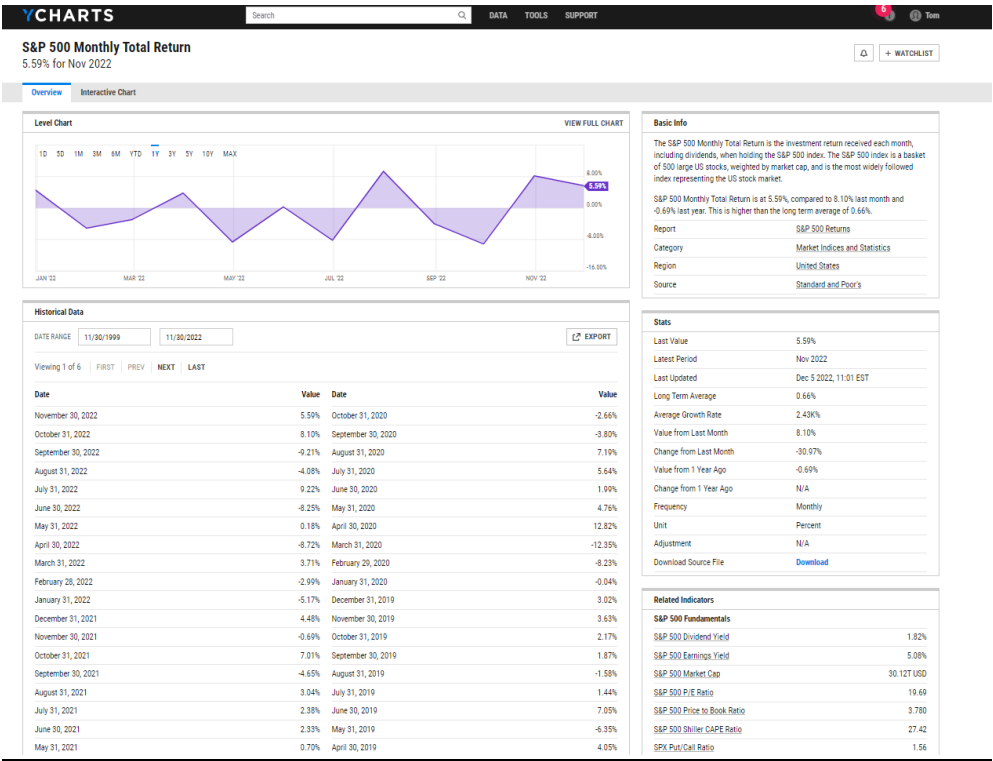 YCHARTS
Search
DATA TOOLS SUPPORT
6
Tom
S&P 500 Monthly Total Return
5.59% for Nov 2022
+ WATCHLIST
Overview Interactive Chart
Level Chart VIEW FULL CHART
1D 5D 1M 3M 6M YTD 1Y 3Y 5Y 10Y MAX
8.00%
5.59%
0.00%
-8.00%
-16.00%
JAN '22 MAR '22 MAY '22 JUL '22 SEP '22 NOV '22
Historical Data
DATE RANGE 11/30/1999 11/30/2022 EXPORT
Viewing 1 of 6 FIRST PREV NEXT LAST
Date Value Date Value
November 30, 2022 5.59% October 31, 2020 -2.66%
October 31, 2022 8.10% September 30, 2020 -3.80%
September 30, 2022 -9.21% August 31, 2020 7.19%
August 31, 2022 -4.08% July 31, 2020 5.64%
July 31, 2022 9.22% June 30, 2020 1.99%
June 30, 2022 -8.25% May 31, 2020 4.76%
May 31, 2022 0.18% April 30, 2020 12.82%
April 30, 2022 -8.72% March 31, 2020 -12.35%
March 31, 2022 3.71% February 29, 2020 -8.23%
February 28, 2022 -2.99% January 31, 2020 -0.04%
January 31, 2022 -5.17% December 31, 2019 3.02%
December 31, 2021 4.48% November 30, 2019 3.63%
November 30, 2021 -0.69% October 31, 2019 2.17%
October 31, 2021 7.01% September 30, 2019 1.87%
September 30, 2021 -4.65% August 31, 2019 -1.58%
August 31, 2021 3.04% July 31, 2019 1.44%
July 31, 2021 2.38% June 30, 2019 7.05%
June 30, 2021 2.33% May 31, 2019 -6.35%
May 31, 2021 0.70% April 30, 2019 4.05%
Basic Info
The S&P 500 Monthly Total Return is the investment return received each month,
including dividends, when holding the S&P 500 index. The S&P 500 index is a basket
of 500 large US stocks, weighted by market cap, and is the most widely followed
index representing the US stock market.
S&P 500 Monthly Total Return is at 5.59%, compared to 8.10% last month and
-0.69% last year. This is higher than the long term average of 0.66%.
Report S&P 500 Returns
Category Market Indices and Statistics
Region United States
Source Standard and Poor's
Stats
Last Value 5.59%
Latest Period Nov 2022
Last Updated Dec 5 2022, 11:01 EST
Long Term Average 0.66%
Average Growth Rate 2.43K%
Value from Last Month 8.10%
Change from Last Month -30.97%
Value from 1 Year Ago -0.69%
Change from 1 Year Ago N/A
Frequency Monthly
Unit Percent
Adjustment N/A
Download Source File Download
Related Indicators
S&P 500 Fundamentals
S&P 500 Dividend Yield 1.82%
S&P 500 Earnings Yield 5.08%
S&P 500 Market Cap 30.12T USD
S&P 500 P/E Ratio 19.69
S&P 500 Price to Book Ratio 3.780
S&P 500 Shiller CAPE Ratio 27.42
SPX Put/Call Ratio 1.56